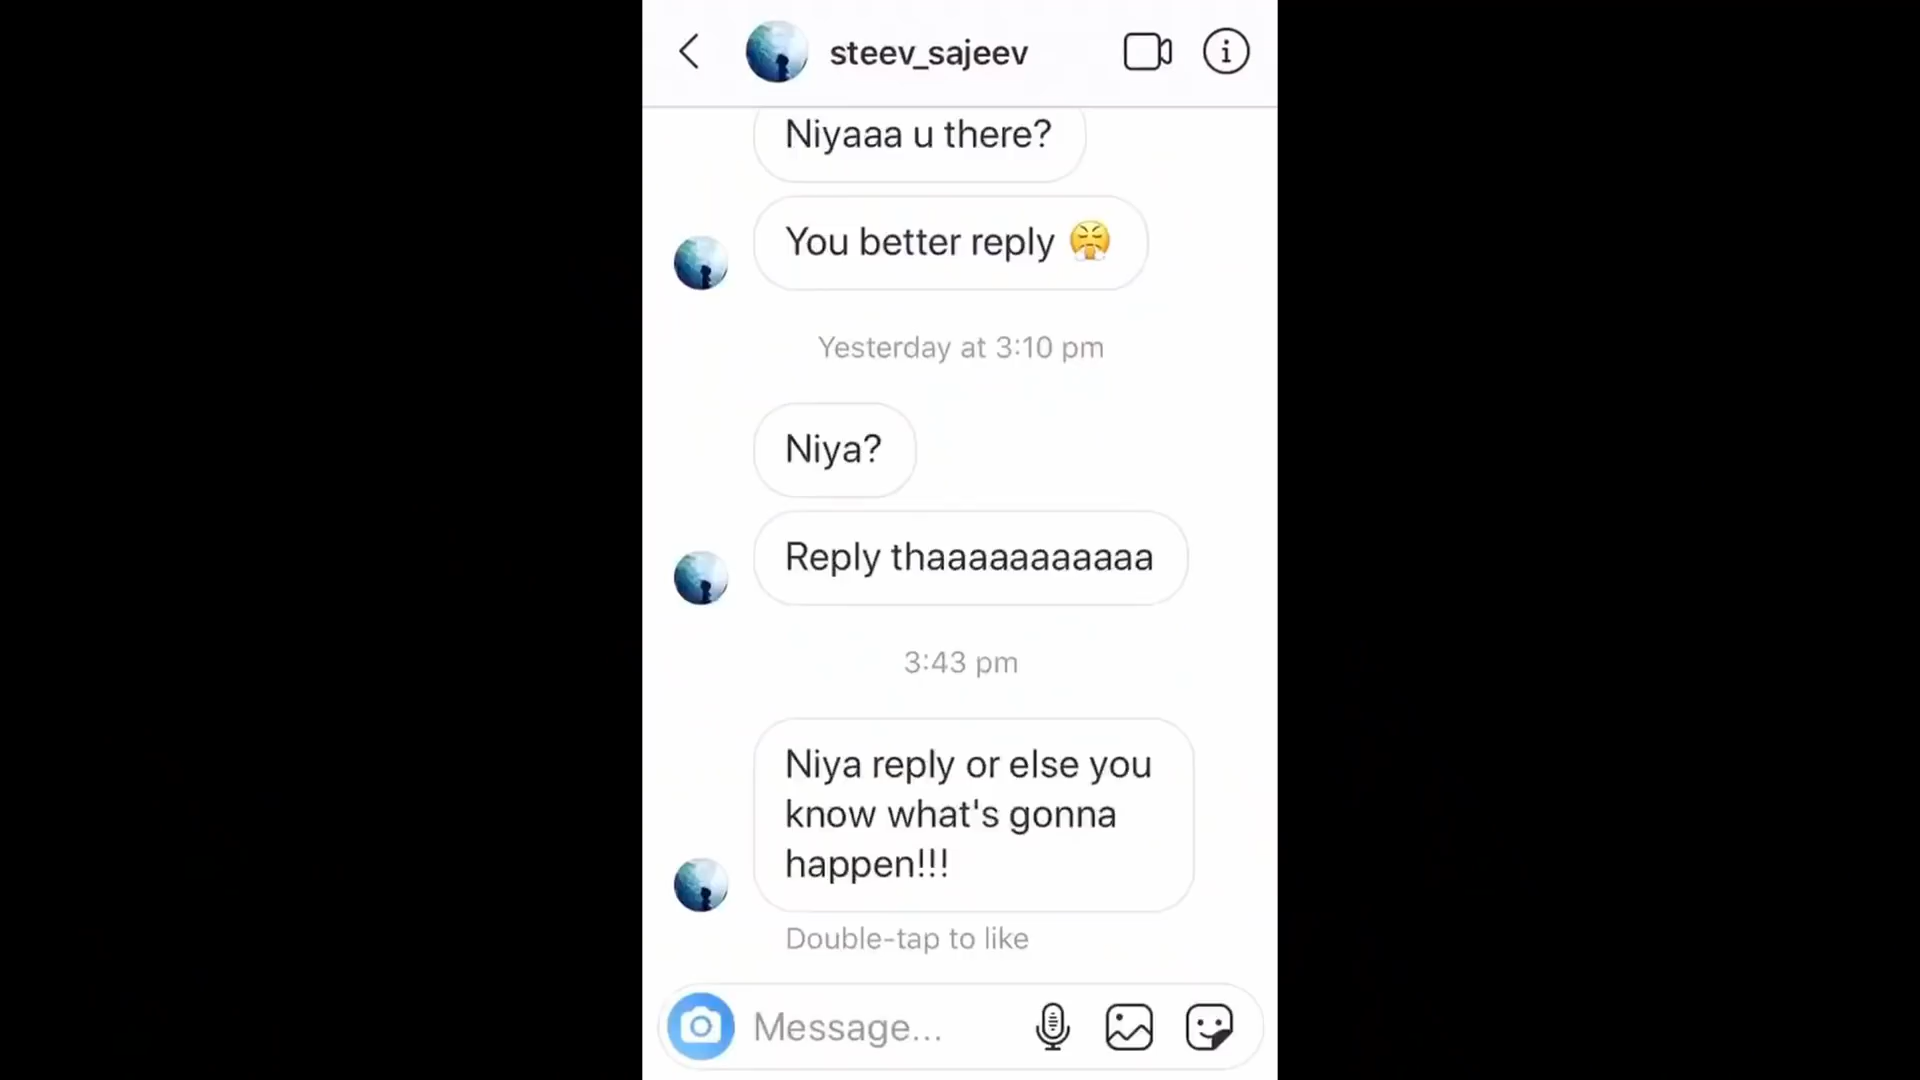 steev_sajeev
Niyaaa u there?
You better reply 😤
Yesterday at 3:10 pm
Niya?
Reply thaaaaaaaaaaa
3:43 pm
Niya reply or else you
know what's gonna
happen!!!
Double-tap to like
Message...